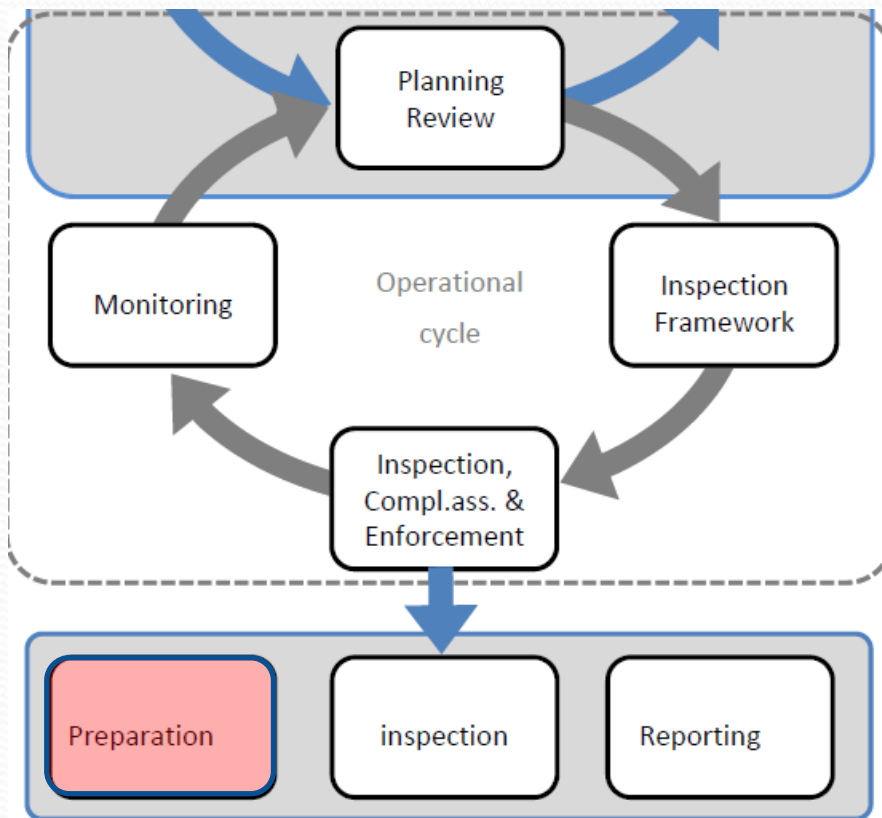 Planning
Review
Monitoring
Operational
cycle
Inspection
Framework
Inspection,
Compl.ass. &
Enforcement
Preparation
inspection
Reporting